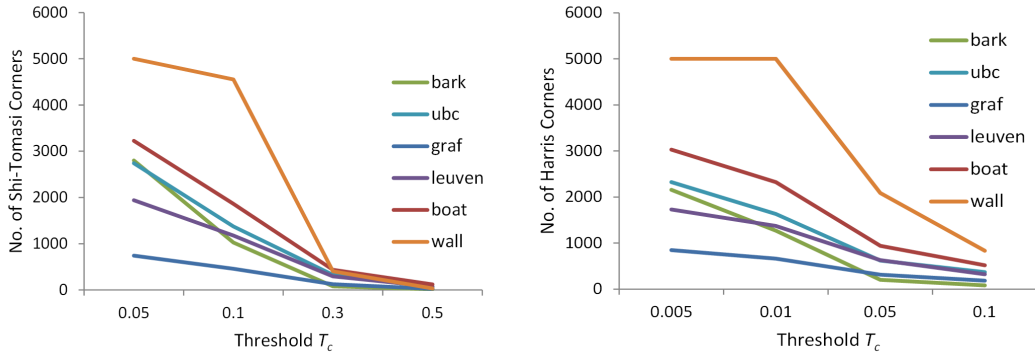 6000
5000
4000
3000
2000
1000
0
No. of Shi-Tomasi Corners
0.05 0.1 0.3 0.5
Threshold Tc
bark
ubc
graf
leuven
boat
wall
6000
5000
4000
3000
2000
1000
0
No. of Harris Corners
0.005 0.01 0.05 0.1
Threshold Tc
bark
ubc
graf
leuven
boat
wall